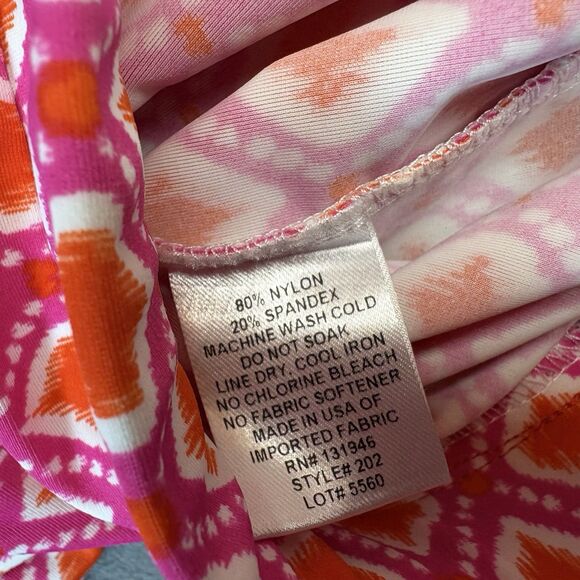 80% NYLON
20% SPANDEX
MACHINE WASH COLD
DO NOT SOAK
LINE DRY, COOL IRON
NO CHLORINE BLEACH
NO FABRIC SOFTENER
MADE IN USA OF
IMPORTED FABRIC
RN# 131946
STYLE# 202
LOT# 5560